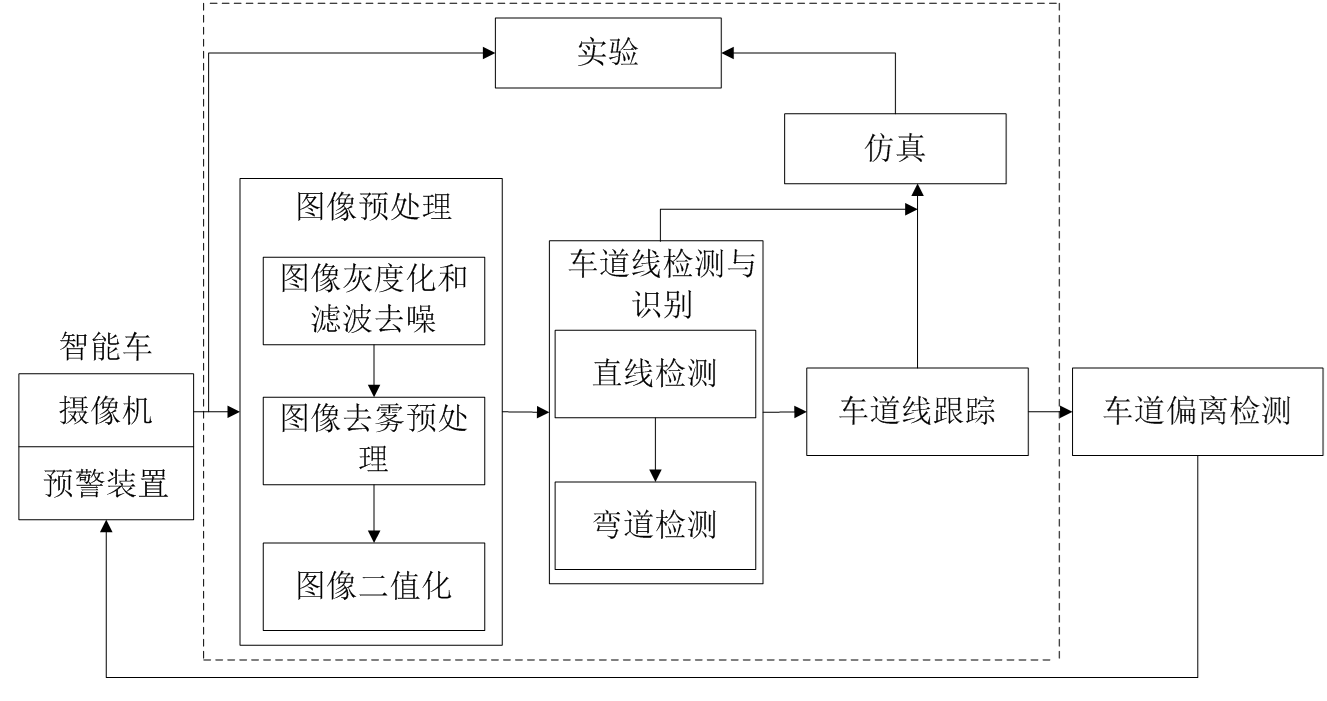 实验
仿真
图像预处理
图像灰度化和
滤波去噪
图像去雾预处
理
图像二值化
车道线检测与
识别
直线检测
弯道检测
智能车
摄像机
预警装置
车道线跟踪
车道偏离检测